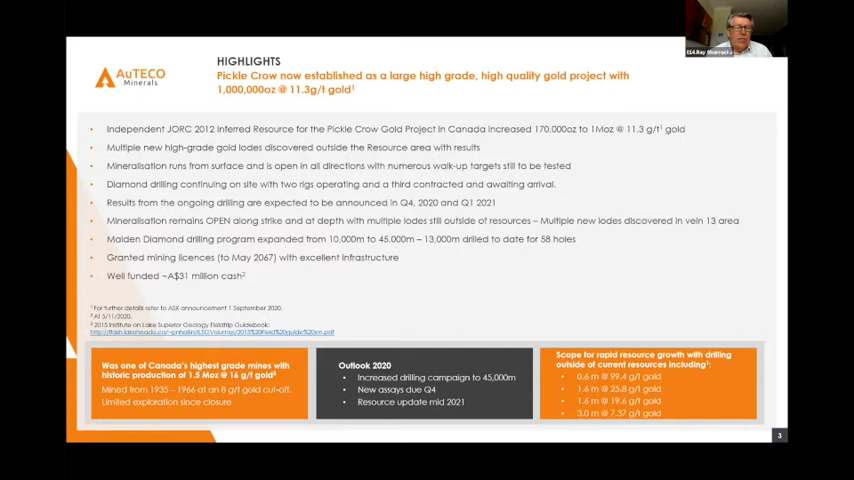 E14.Ray Shorrocks
AuTECO
Minerals
HIGHLIGHTS
Pickle Crow now established as a large high grade, high quality gold project with
1,000,000oz @ 11.3g/t gold1
• Independent JORC 2012 Inferred Resource for the Pickle Crow Gold Project in Canada increased 170,000oz to 1Moz @ 11.3 g/t1 gold
• Multiple new high-grade gold lodes discovered outside the Resource area with results
• Mineralisation runs from surface and is open in all directions with numerous walk-up targets still to be tested
• Diamond drilling continuing on site with two rigs operating and a third contracted and awaiting arrival.
• Results from the ongoing drilling are expected to be announced in Q4, 2020 and Q1 2021
• Mineralisation remains OPEN along strike and at depth with multiple lodes still outside of resources – Multiple new lodes discovered in vein 13 area
• Maiden Diamond drilling program expanded from 10,000m to 45,000m – 13,000m drilled to date for 58 holes
• Granted mining licences (to May 2067) with excellent infrastructure
• Well funded ~A$31 million cash2
1 For further details refer to ASX announcement 1 September 2020.
2 At 5/11/2020.
3 2015 Institute on Lake Superior Geology Fieldtrip Guidebook:
Was one of Canada's highest grade mines with
historic production of 1.5 Moz @ 16 g/t gold3
Mined from 1935 – 1966 at an 8 g/t gold cut-off.
Limited exploration since closure
Outlook 2020
• Increased drilling campaign to 45,000m
• New assays due Q4
• Resource update mid 2021
Scope for rapid resource growth with drilling
outside of current resources including1:
• 0.6 m @ 99.4 g/t gold
• 1.6 m @ 25.8 g/t gold
• 1.6 m @ 19.6 g/t gold
• 3.0 m @ 7.37 g/t gold
3